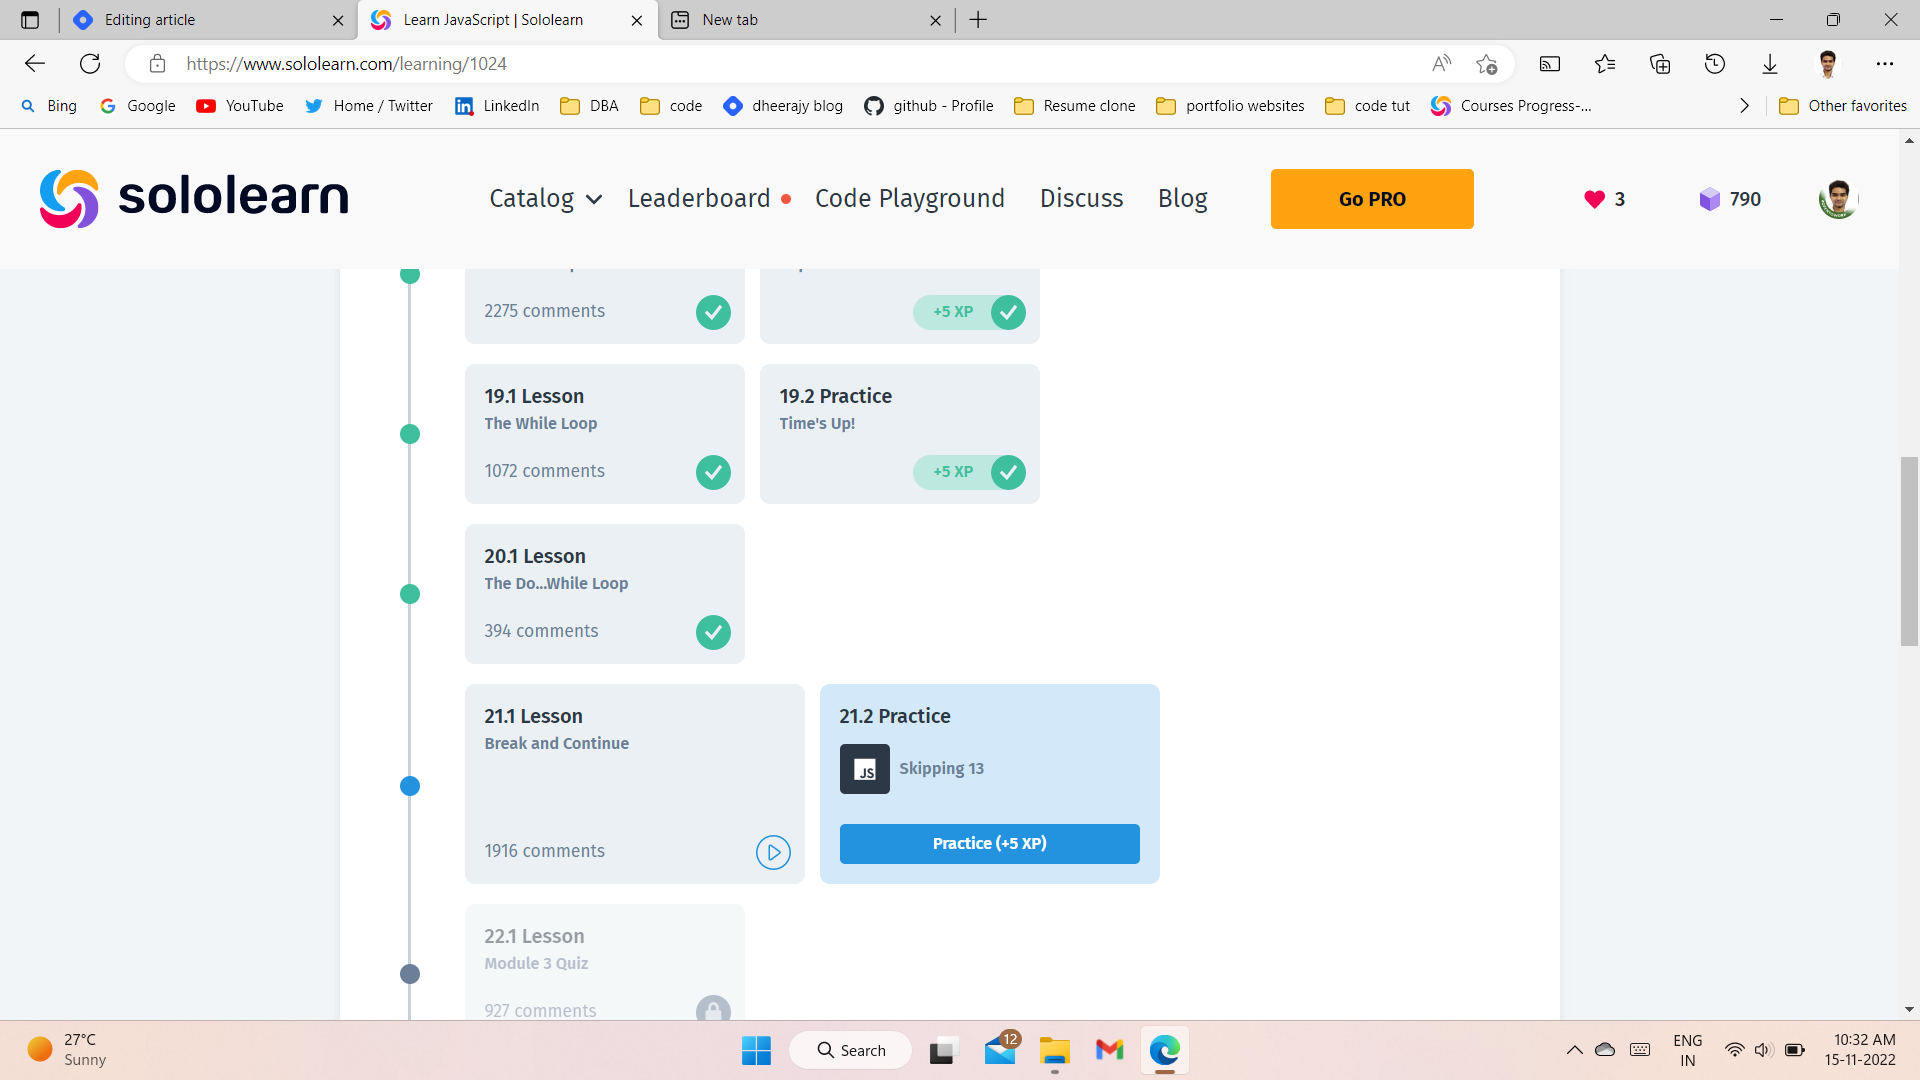 Editing article
Learn JavaScript | Sololearn
New tab
https://www.sololearn.com/learning/1024
Bing
Google
YouTube
Home / Twitter
LinkedIn
DBA
code
dheerajy blog
github - Profile
Resume clone
portfolio websites
code tut
Courses Progress-...
Other favorites
sololearn
Catalog
Leaderboard
Code Playground
Discuss
Blog
Go PRO
3
790
2275 comments
+5 XP
19.1 Lesson
The While Loop
1072 comments
19.2 Practice
Time's Up!
+5 XP
20.1 Lesson
The Do...While Loop
394 comments
21.1 Lesson
Break and Continue
1916 comments
21.2 Practice
JS
Skipping 13
Practice (+5 XP)
22.1 Lesson
Module 3 Quiz
927 comments
27°C
Sunny
Search
12
ENG
IN
10:32 AM
15-11-2022